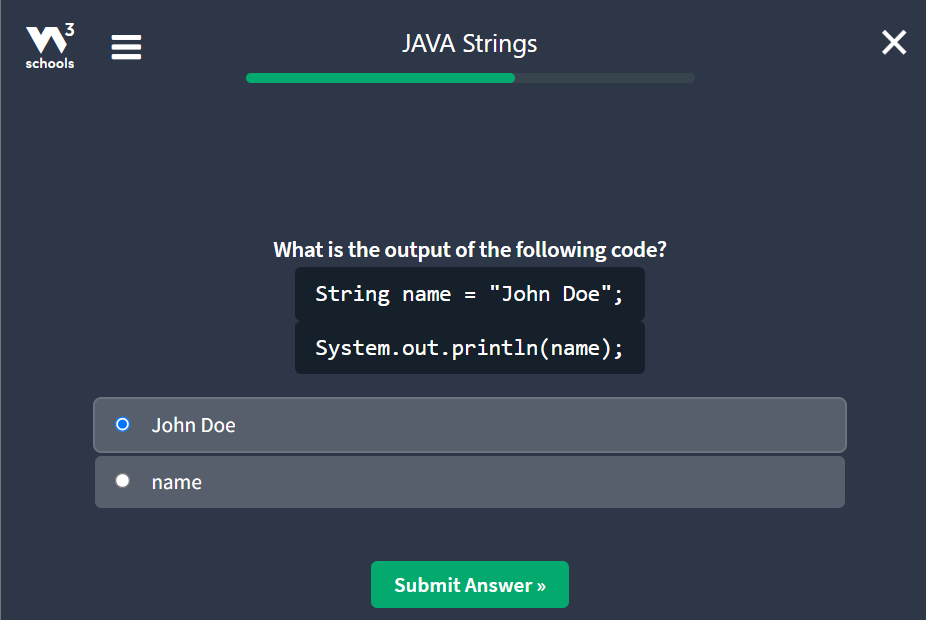 W3
schools
JAVA Strings
What is the output of the following code?
String name = "John Doe";
System.out.println(name);
John Doe
name
Submit Answer »